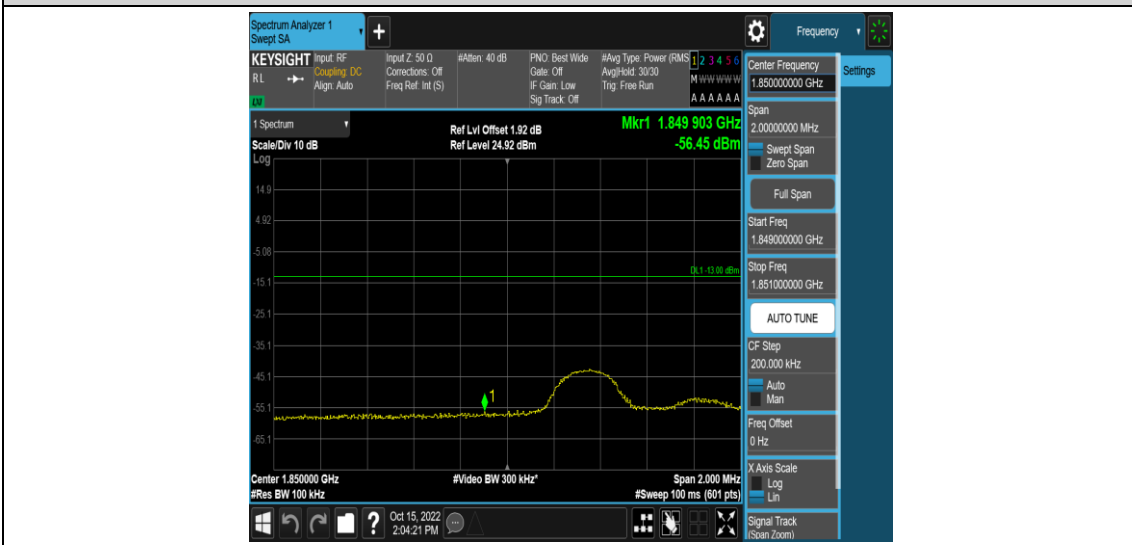 Spectrum Analyzer 1
Swept SA
+
Frequency
KEYSIGHT
RL
LXI
Input: RF
Coupling: DC
Align: Auto
Input Z: 50 Ω
Corrections: Off
Freq Ref: Int (S)
#Atten: 40 dB
PNO: Best Wide
Gate: Off
IF Gain: Low
Sig Track: Off
#Avg Type: Power (RMS
Avg|Hold: 30/30
Trig: Free Run
1 2 3 4 5 6
M W W W W W
A A A A A A
1 Spectrum
Scale/Div 10 dB
Log
Ref Lvl Offset 1.92 dB
Ref Level 24.92 dBm
Mkr1 1.849 903 GHz
-56.45 dBm
14.9
4.92
-5.08
DL1 -13.00 dBm
-15.1
-25.1
-35.1
-45.1
1
-55.1
-65.1
Center 1.850000 GHz
#Res BW 100 kHz
#Video BW 300 kHz*
Span 2.000 MHz
#Sweep 100 ms (601 pts)
Center Frequency
1.850000000 GHz
Settings
Span
2.00000000 MHz
Swept Span
Zero Span
Full Span
Start Freq
1.849000000 GHz
Stop Freq
1.851000000 GHz
AUTO TUNE
CF Step
200.000 kHz
Auto
Man
Freq Offset
0 Hz
X Axis Scale
Log
Lin
Signal Track
(Span Zoom)
?
Oct 15, 2022
2:04:21 PM